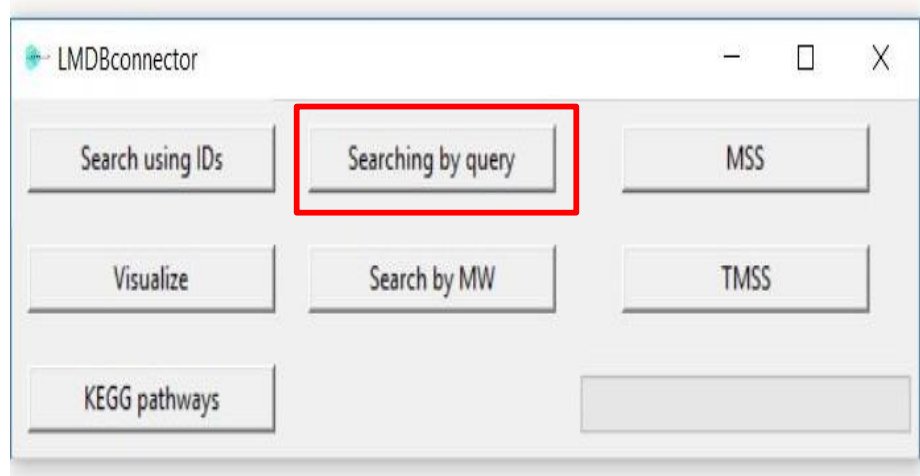 LMDBconnector
Search using IDs
Searching by query
MSS
Visualize
Search by MW
TMSS
KEGG pathways